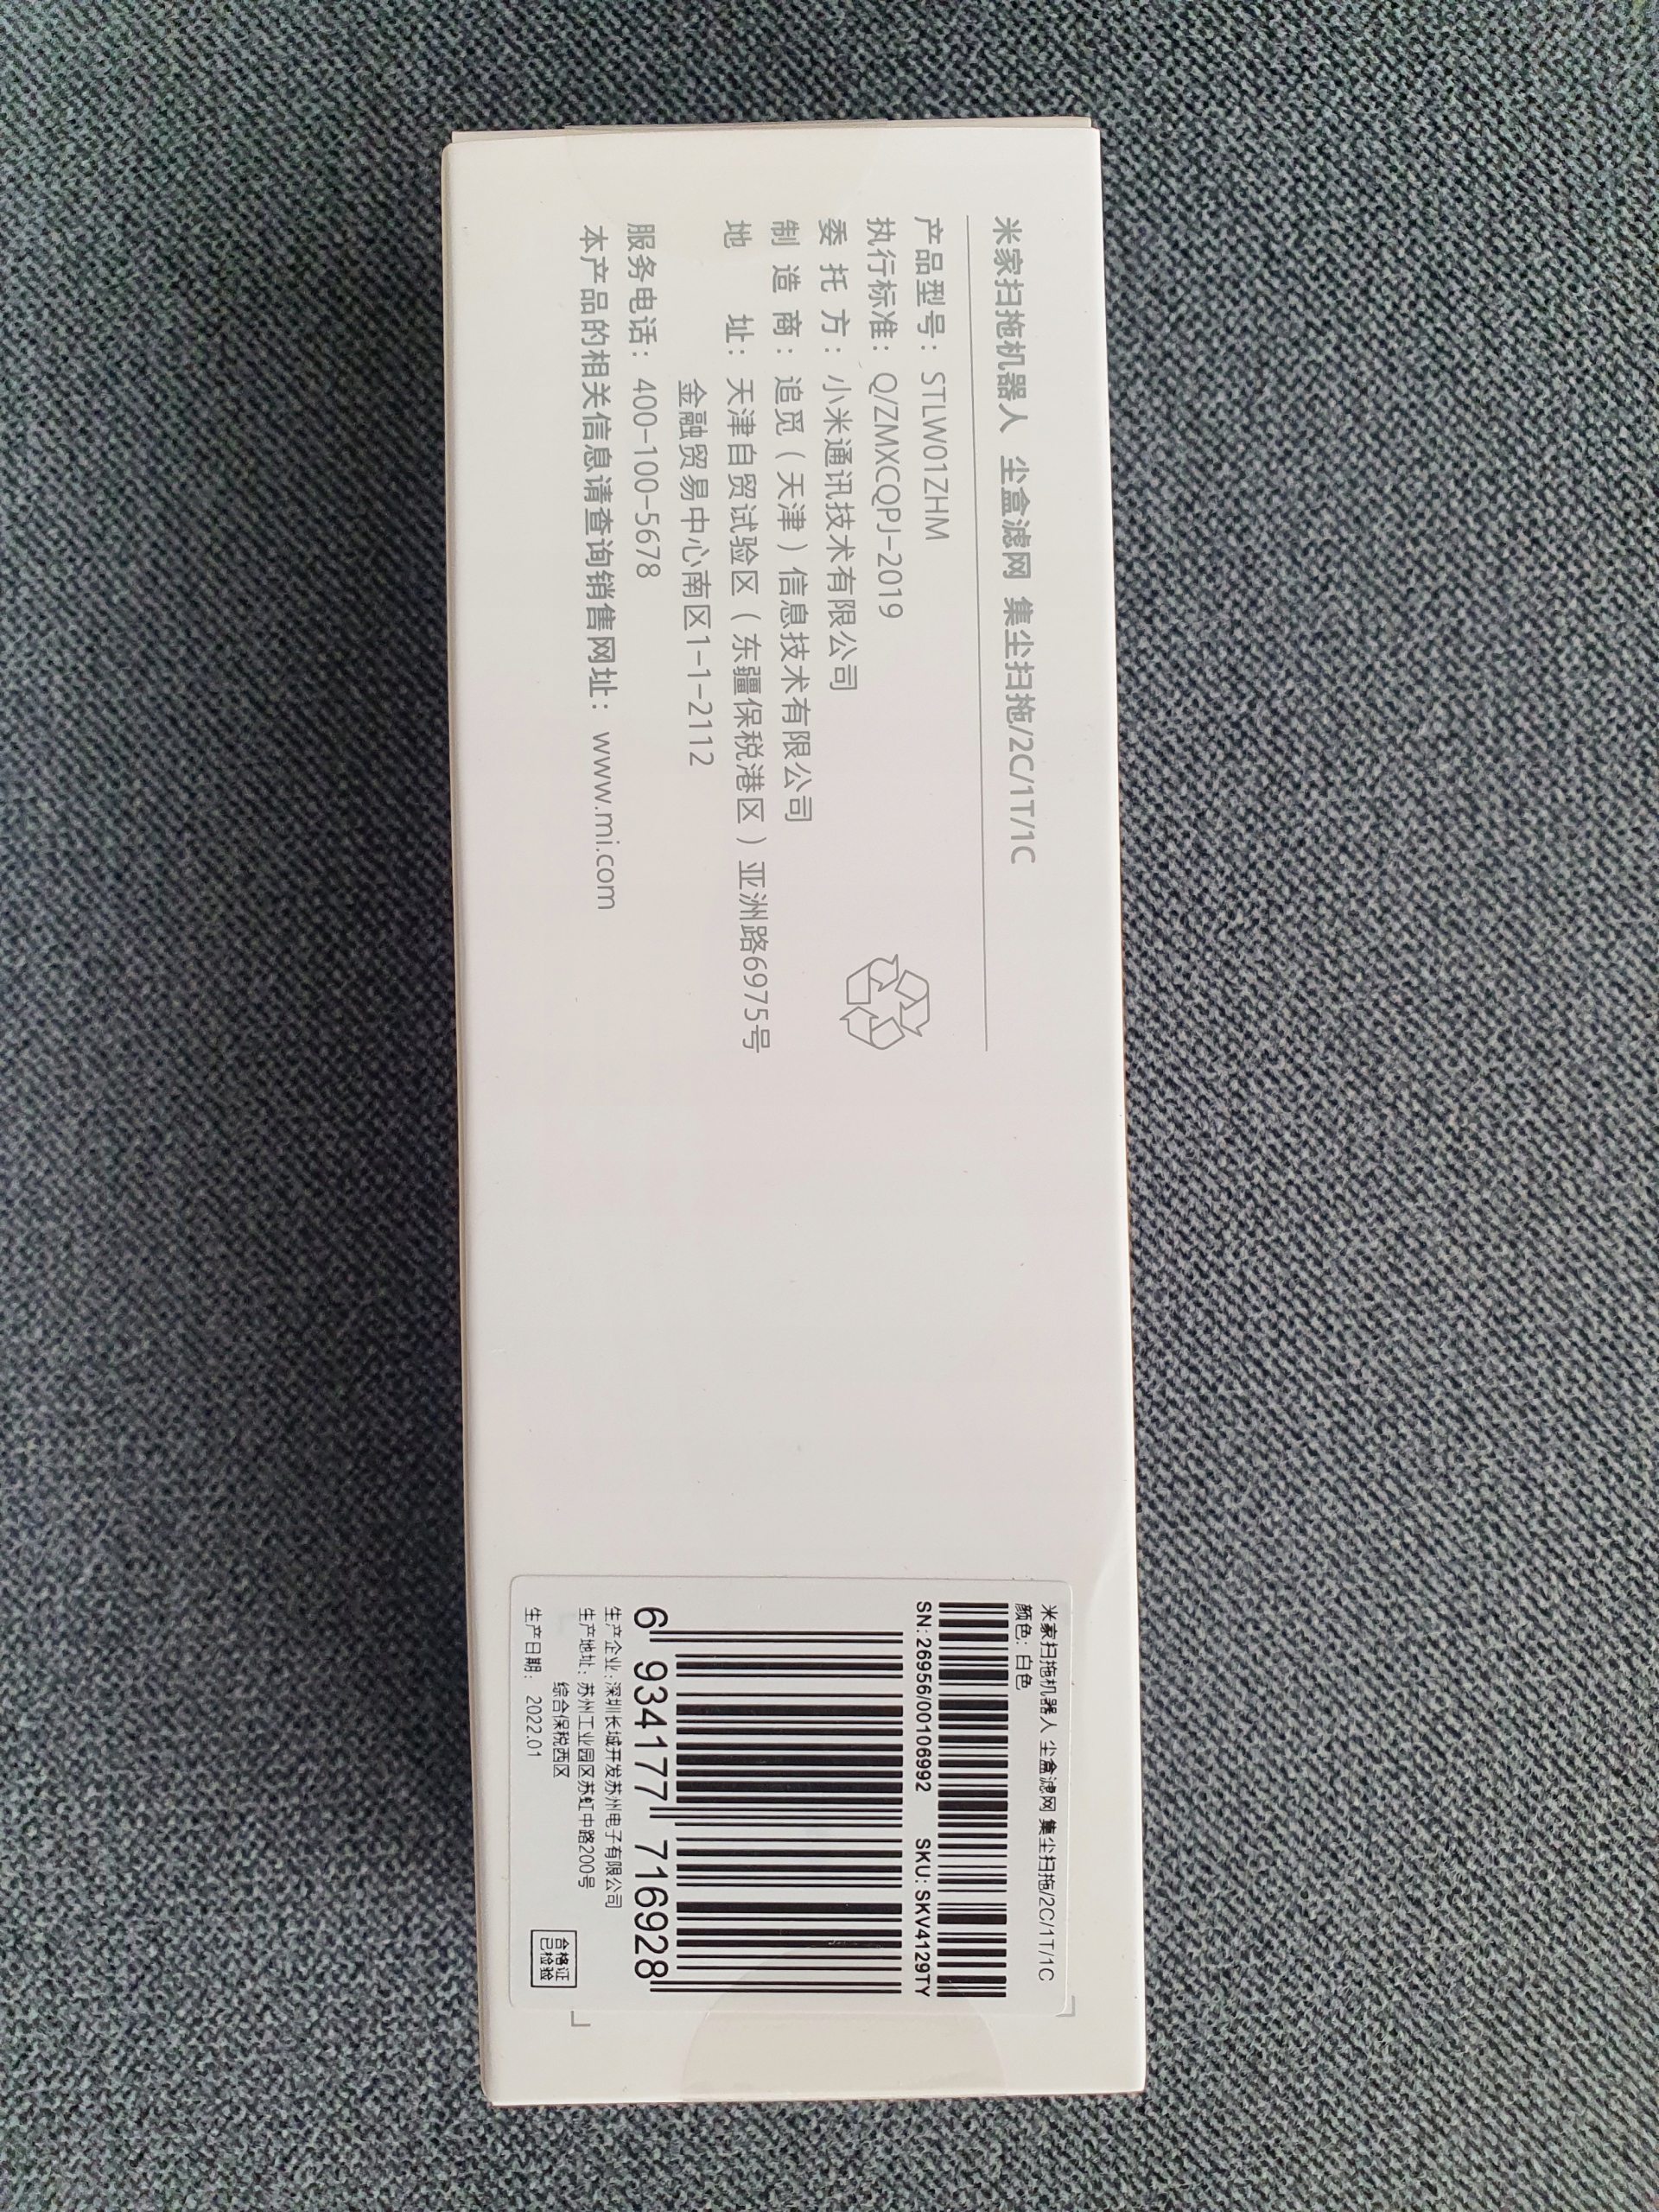 米家扫拖机器人 尘盒滤网 集尘扫拖/2C/1T/1C
产品型号：STLW01ZHM
执行标准：Q/ZMXCQPJ-2019
委托方：小米通讯技术有限公司
制造商：追觅（天津）信息技术有限公司
地址：天津自贸试验区（东疆保税港区）亚洲路6975号
金融贸易中心南区1-1-2112
服务电话：400-100-5678
本产品的相关信息请查询销售网址：www.mi.com
米家扫拖机器人 尘盒滤网 集尘扫拖/2C/1T/1C
颜色: 白色
SN: 26956/00106992 SKU: SKV4129TY
6 934177 716928
生产企业: 深圳长城开发苏州电子有限公司
生产地址: 苏州工业园区苏虹中路200号
综合保税西区
生产日期: 2022.01
合格证
已检验